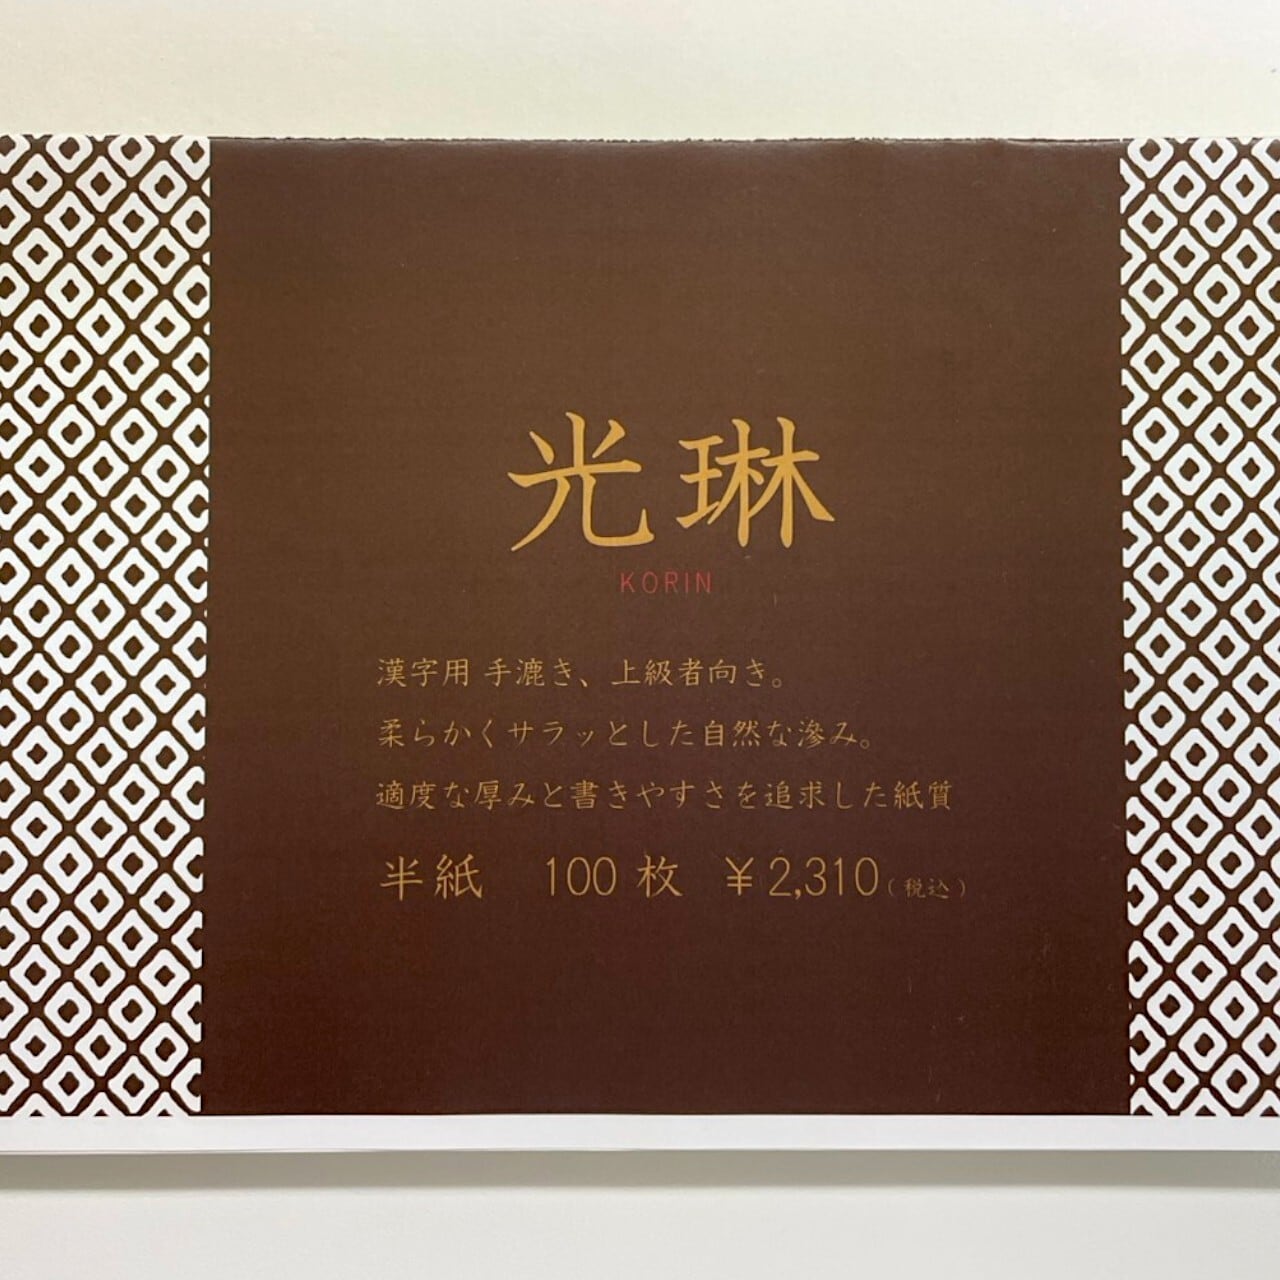 光琳
KORIN
漢字用 手漉き、上級者向き。
柔らかくサラッとした自然な滲み。
適度な厚みと書きやすさを追求した紙質
半紙　100 枚　￥2,310（税込）